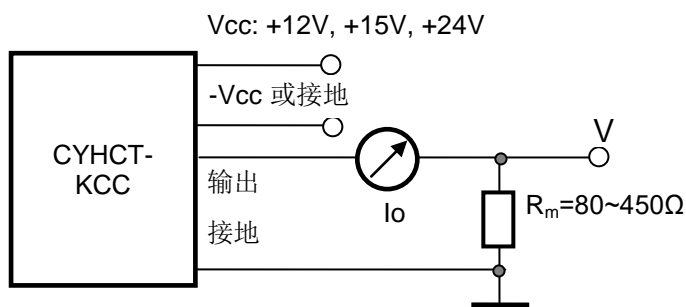 Vcc: +12V, +15V, +24V
-Vcc 或接地
CYHCT-
KCC
V
输出
Io
Rm=80~450Ω
接地